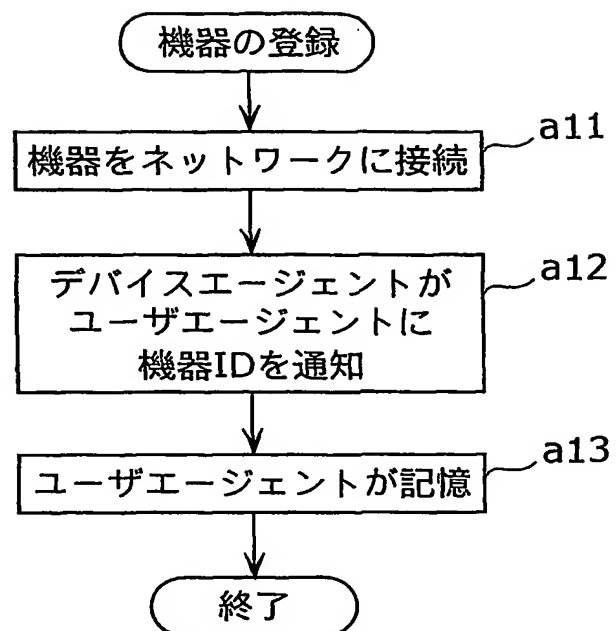 機器の登録
機器をネットワークに接続
a11
デバイスエージェントが
ユーザエージェントに
機器IDを通知
a12
ユーザエージェントが記憶
a13
終了